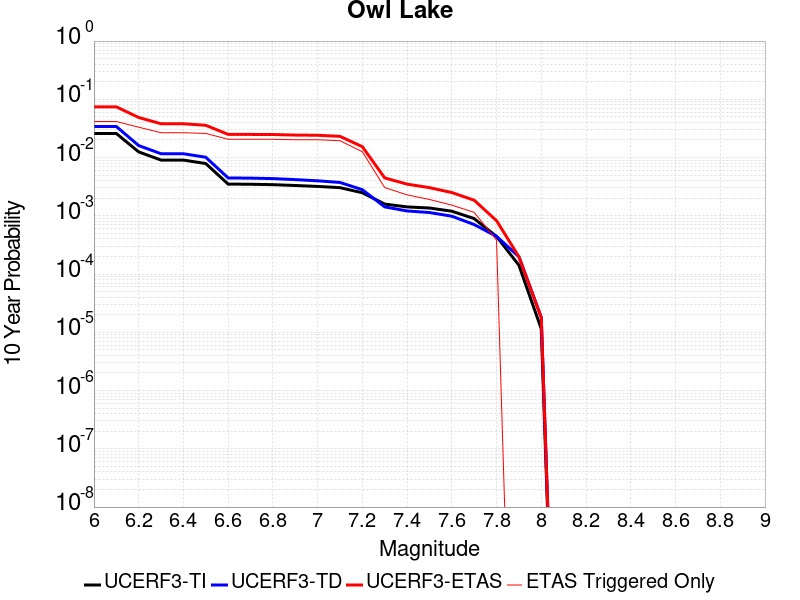 Owl Lake
10 Year Probability
10^0
10^-1
10^-2
10^-3
10^-4
10^-5
10^-6
10^-7
10^-8
6 6.2 6.4 6.6 6.8 7 7.2 7.4 7.6 7.8 8 8.2 8.4 8.6 8.8 9
Magnitude
UCERF3-TI UCERF3-TD UCERF3-ETAS ETAS Triggered Only